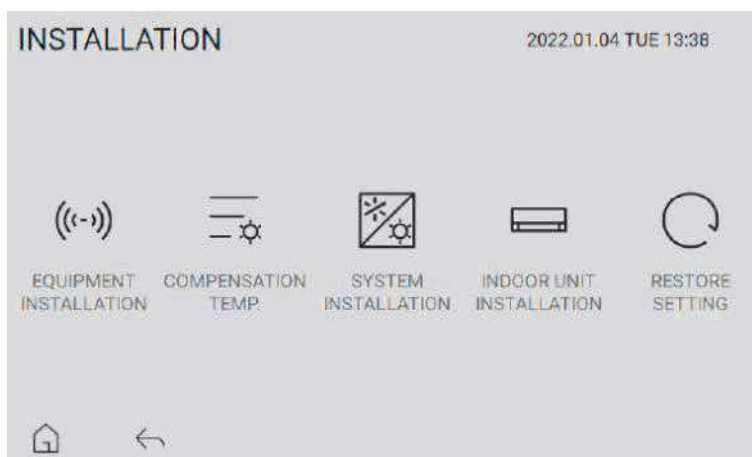 INSTALLATION
2022.01.04 TUE 13:38
EQUIPMENT
INSTALLATION
COMPENSATION
TEMP.
SYSTEM
INSTALLATION
INDOOR UNIT
INSTALLATION
RESTORE
SETTING